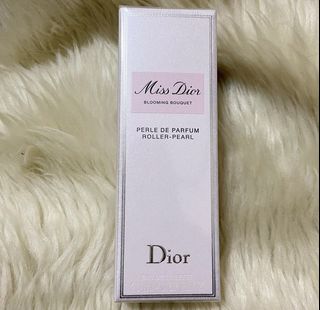 Miss Dior
BLOOMING BOUQUET
PERLE DE PARFUM
ROLLER-PEARL
Dior